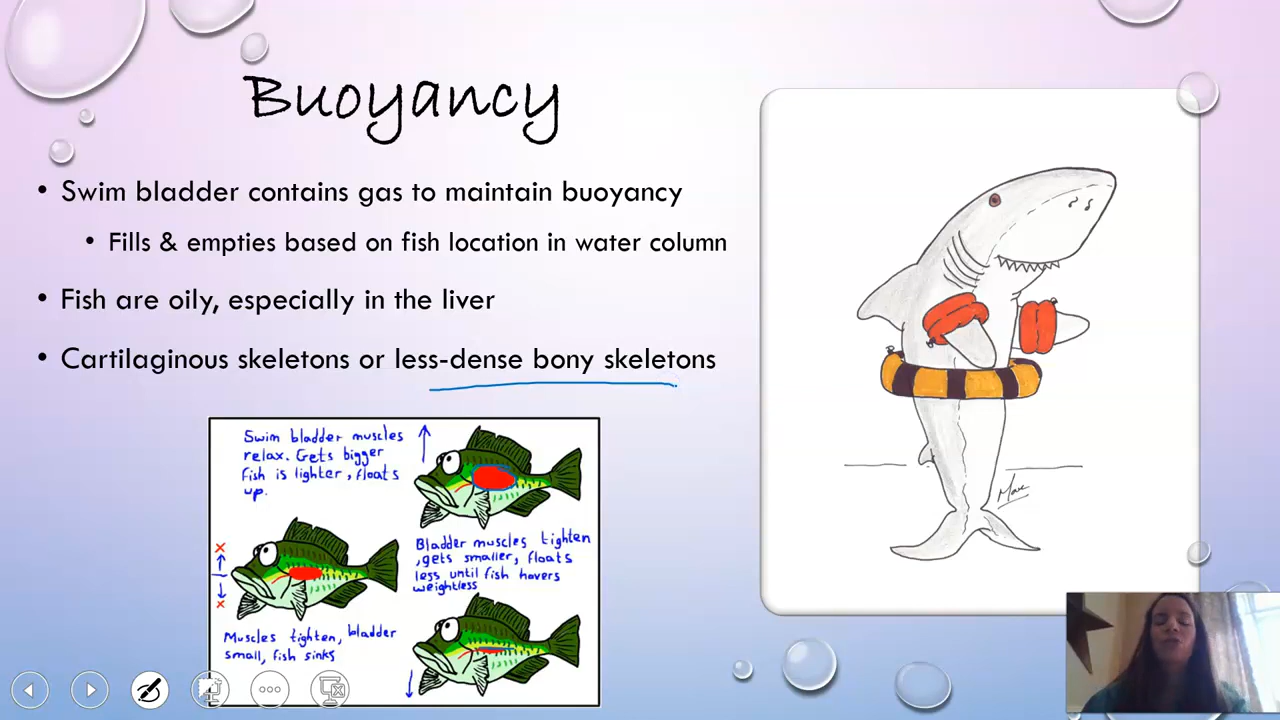 Buoyancy
• Swim bladder contains gas to maintain buoyancy
• Fills & empties based on fish location in water column
• Fish are oily, especially in the liver
• Cartilaginous skeletons or less-dense bony skeletons
Swim bladder muscles
relax. Gets bigger
Fish is lighter, floats
up.
Bladder muscles tighten
,gets smaller, floats
less until fish hovers
weightless
Muscles tighten, bladder
small, fish sinks